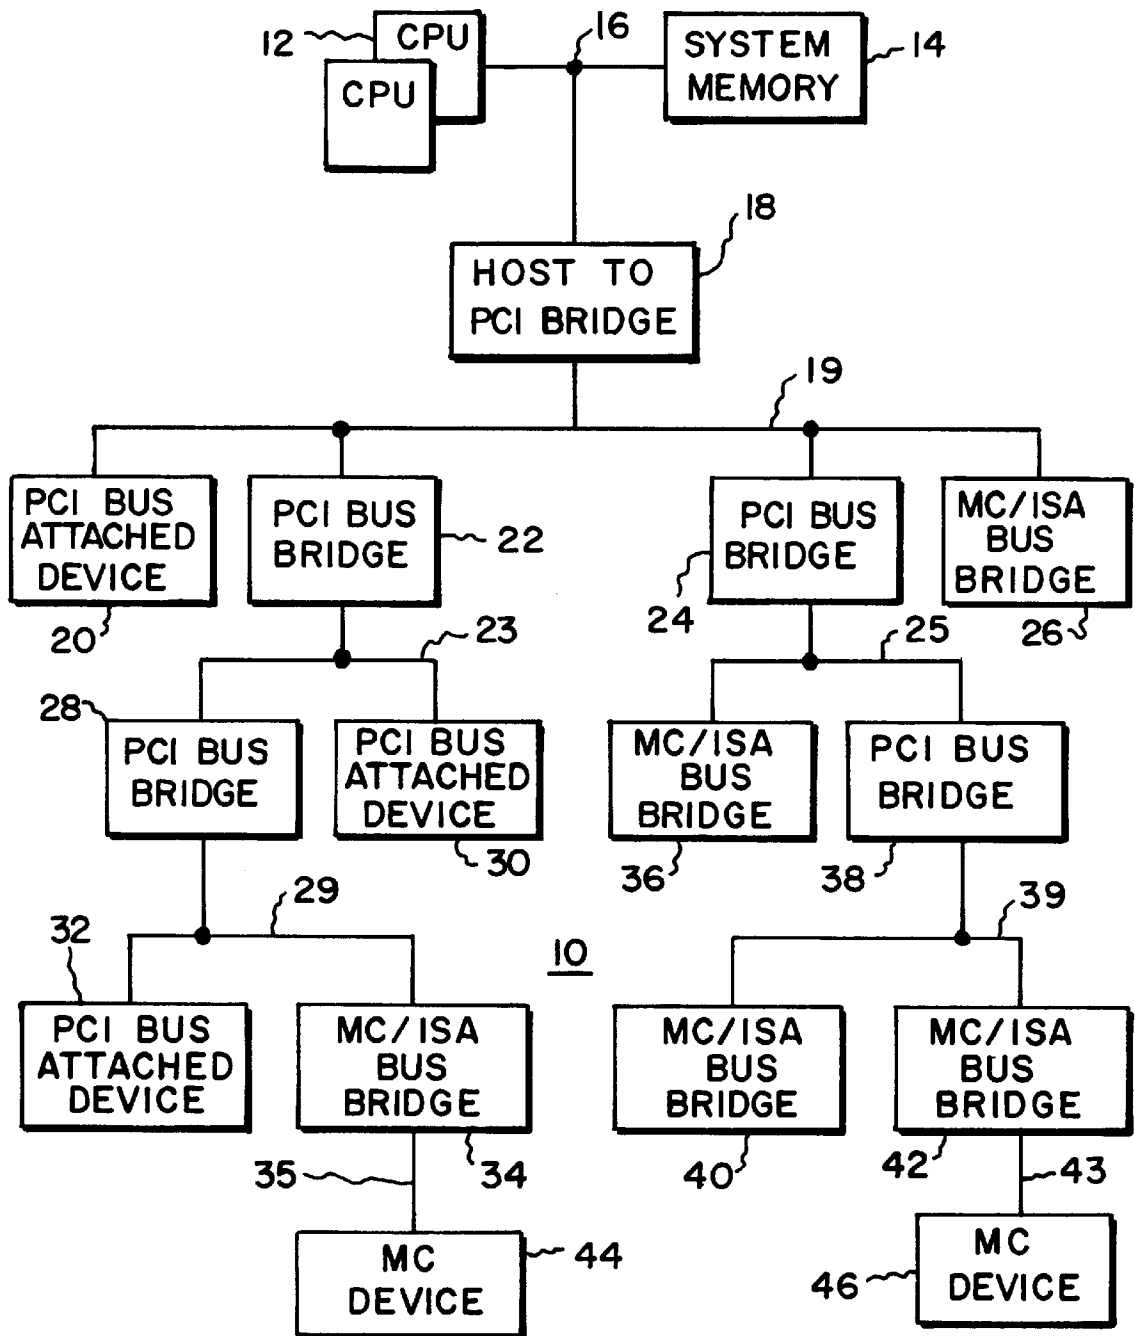 12
CPU
CPU
16
SYSTEM
MEMORY
14
18
HOST TO
PCI BRIDGE
19
PCI BUS
ATTACHED
DEVICE
20
PCI BUS
BRIDGE
22
PCI BUS
BRIDGE
24
MC/ISA
BUS
BRIDGE
26
23
25
28
PCI BUS
BRIDGE
PCI BUS
ATTACHED
DEVICE
30
MC/ISA
BUS
BRIDGE
36
PCI BUS
BRIDGE
38
29
39
10
32
PCI BUS
ATTACHED
DEVICE
MC/ISA
BUS
BRIDGE
34
MC/ISA
BUS
BRIDGE
40
MC/ISA
BUS
BRIDGE
42
35
43
MC
DEVICE
44
MC
DEVICE
46